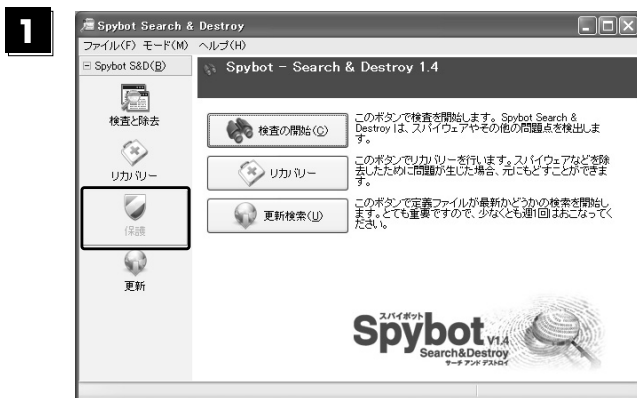 1
Spybot Search & Destroy
ファイル(F) モード(M) ヘルプ(H)
Spybot S&D(B)
検査と除去
リカバリー
保護
更新
Spybot - Search & Destroy 1.4
検査の開始(C)
このボタンで検査を開始します。Spybot Search &
Destroy は、スパイウェアやその他の問題点を検出しま
す。
リカバリー
このボタンでリカバリーを行います。スパイウェアなどを除
去したために問題が生じた場合、元にもどすことができま
す。
更新検索(U)
このボタンで定義ファイルが最新かどうかの検索を開始し
ます。とても重要ですので、少なくとも週1回はおこなってく
ださい。
スパイボット
Spybot V1.4
Search&Destroy
サーチ アンド デストロイ